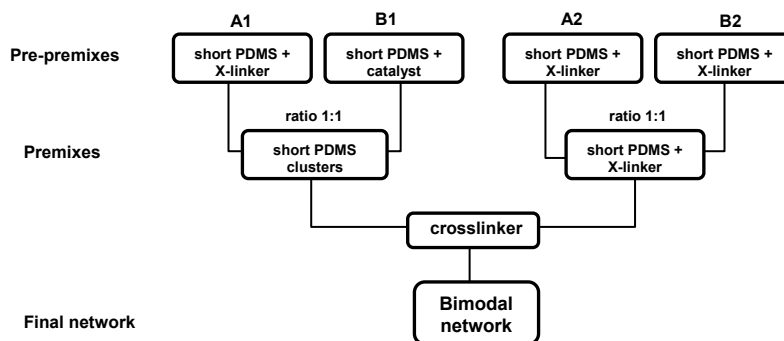 A1 B1 A2 B2
Pre-premixes
short PDMS +
X-linker
short PDMS +
catalyst
short PDMS +
X-linker
short PDMS +
X-linker
ratio 1:1
ratio 1:1
Premixes
short PDMS
clusters
short PDMS +
X-linker
crosslinker
Bimodal
network
Final network